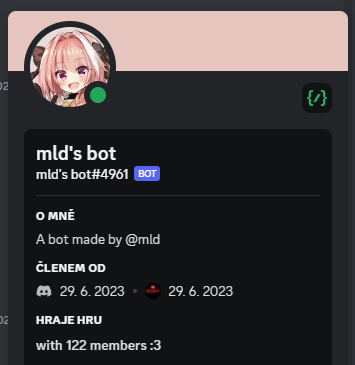 mld's bot
mld's bot#4961 BOT
O MNĚ
A bot made by @mld
ČLENEM OD
29. 6. 2023 • 29. 6. 2023
HRAJE HRU
with 122 members :3